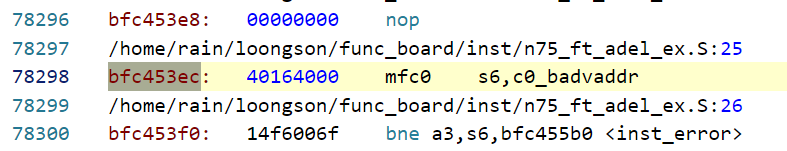 78296 bfc453e8: 00000000 nop
78297 /home/rain/loongson/func_board/inst/n75_ft_adel_ex.S:25
78298 bfc453ec: 40164000 mfc0 s6,c0_badvaddr
78299 /home/rain/loongson/func_board/inst/n75_ft_adel_ex.S:26
78300 bfc453f0: 14f6006f bne a3,s6,bfc455b0 <inst_error>